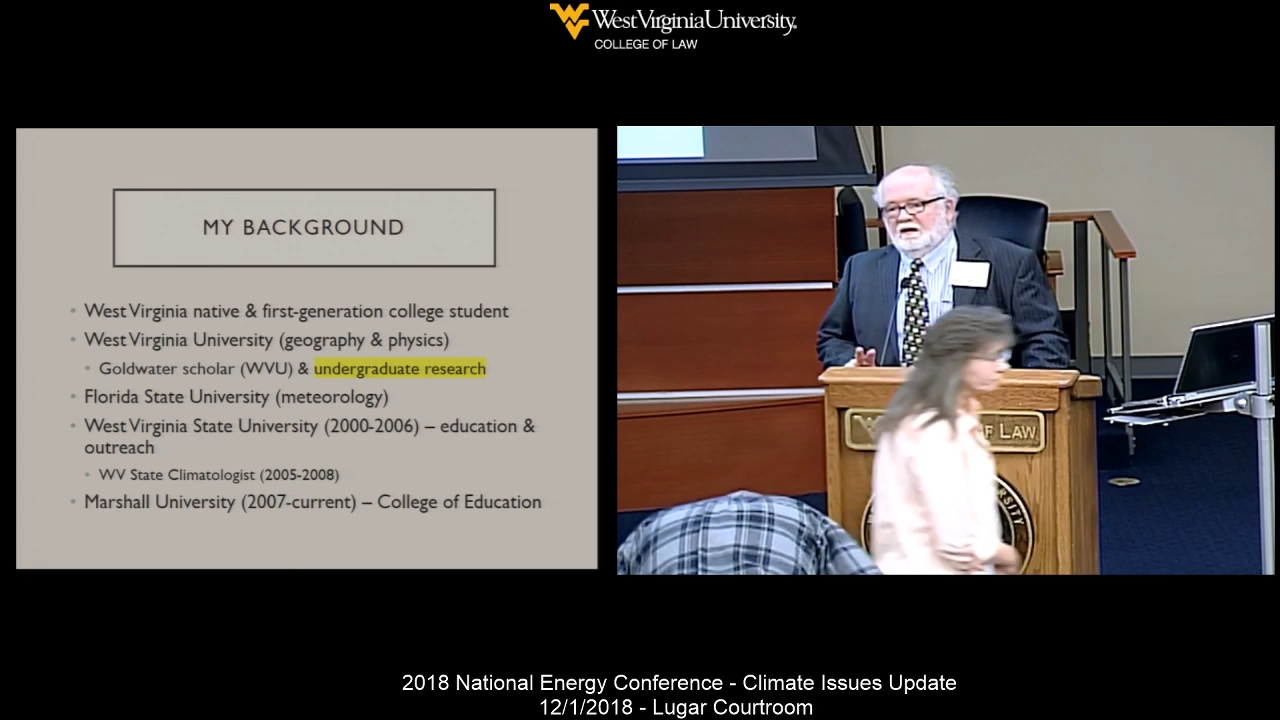 West Virginia University.
COLLEGE OF LAW
MY BACKGROUND
West Virginia native & first-generation college student
West Virginia University (geography & physics)
Goldwater scholar (WVU) & undergraduate research
Florida State University (meteorology)
West Virginia State University (2000-2006) – education &
outreach
WV State Climatologist (2005-2008)
Marshall University (2007-current) – College of Education
OF LAW
2018 National Energy Conference - Climate Issues Update
12/1/2018 - Lugar Courtroom